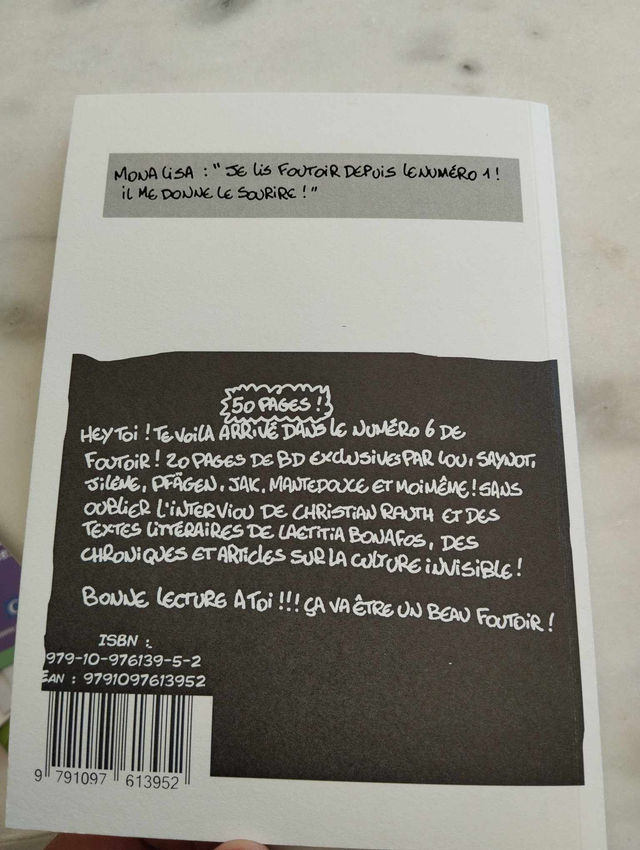 MONA LISA : " JE LIS FOUTOIR DEPUIS LE NUMÉRO 1 !
IL ME DONNE LE SOURIRE ! "
50 PAGES !
HEY TOI ! TE VOILÀ ARRIVÉ DANS LE NUMÉRO 6 DE
FOUTOIR ! 20 PAGES DE BD EXCLUSIVES PAR LOU, SAYNOT,
JILÈME, PFÄGEN, JAK, MANTEDOUCE ET MOI MÊME ! SANS
OUBLIER L'INTERVIOU DE CHRISTIAN RAUTH ET DES
TEXTES LITTÉRAIRES DE LAETITIA BONAFOS, DES
CHRONIQUES ET ARTICLES SUR LA CULTURE INVISIBLE !
BONNE LECTURE A TOI !!! ÇA VA ÊTRE UN BEAU FOUTOIR !
ISBN :
979-10-976139-5-2
EAN : 9791097613952
9 791097 613952